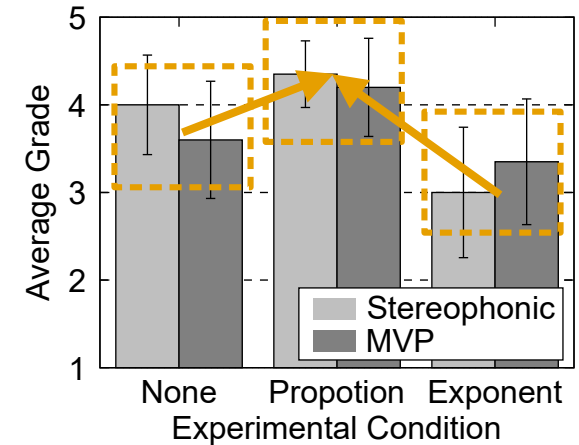 5
4
3
2
1
Average Grade
Stereophonic
MVP
None Propotion Exponent
Experimental Condition